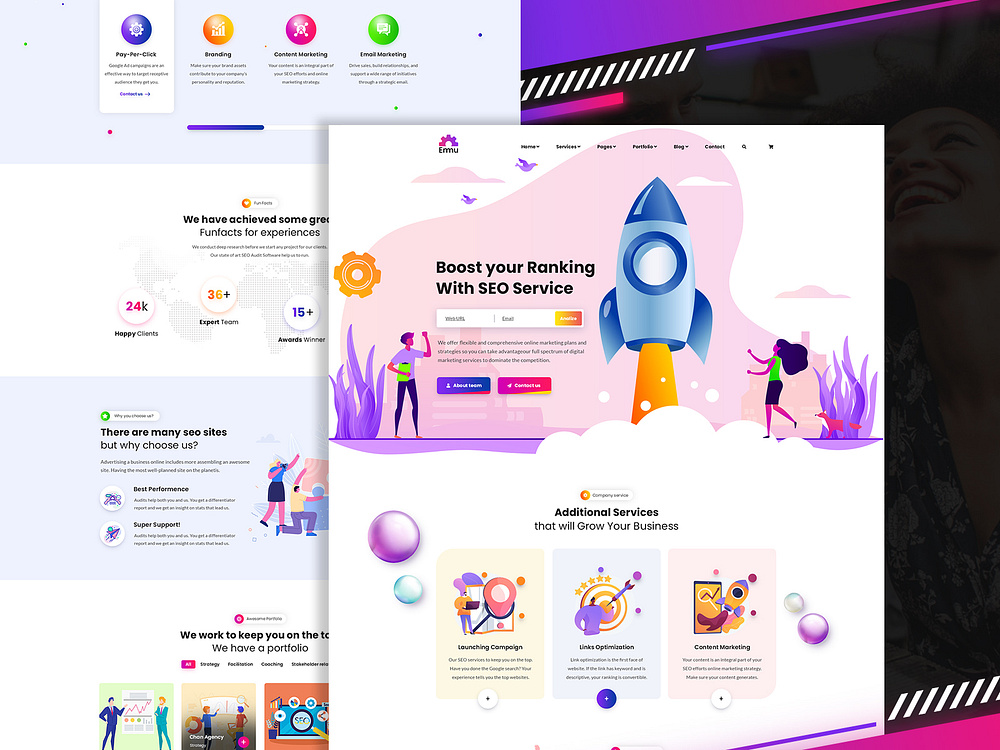 Pay-Per-Click
Google Ad campaigns are an
effective way to target receptive
audience they get you.
Contact us
Branding
Make sure your brand assets
contribute to your company's
personality and reputation.
Content Marketing
Your content is an integral part of
your SEO efforts and online
marketing strategy.
Email Marketing
Drive sales, build relationships, and
support a wide range of initiatives
through a strategic email.
Fun Facts
We have achieved some grea
Funfacts for experiences
We conduct deep research before we start any project for our clients.
Our state of art SEO Audit Software help us to run.
24k
Happy Clients
36+
Expert Team
15+
Awards Winner
Why you choose us?
There are many seo sites
but why choose us?
Advertising a business online includes more assembling an awesome
site. Having the most well-planned site on the planetis.
Best Performence
Audits help both you and us. You get a differentiator
report and we get an insight on stats that lead us.
Super Support!
Audits help both you and us. You get a differentiator
report and we get an insight on stats that lead us.
Awesome Portfolio
We work to keep you on the to
We have a portfolio
All
Strategy
Facilitation
Coaching
Stakeholder rela
Chan Agency
Strategy
SEO
Ermu
Home
Services
Pages
Portfolio
Blog
Contact
Boost your Ranking
With SEO Service
Web URL
Email
Analize
We offer flexible and comprehensive online marketing plans and
strategies so you can take advantageour full spectrum of digital
marketing services to dominate the competition.
About team
Contact us
Company service
Additional Services
that will Grow Your Business
Launching Campaign
Our SEO services to keep you on the top.
Have you done the Google search? Your
experience tells you the top websites.
Links Optimization
Link optimization is the first face of
website. If the link has keyword and is
descriptive, your ranking is convertible.
Content Marketing
Your content is an integral part of your
SEO efforts online marketing strategy.
Make sure your content generates.